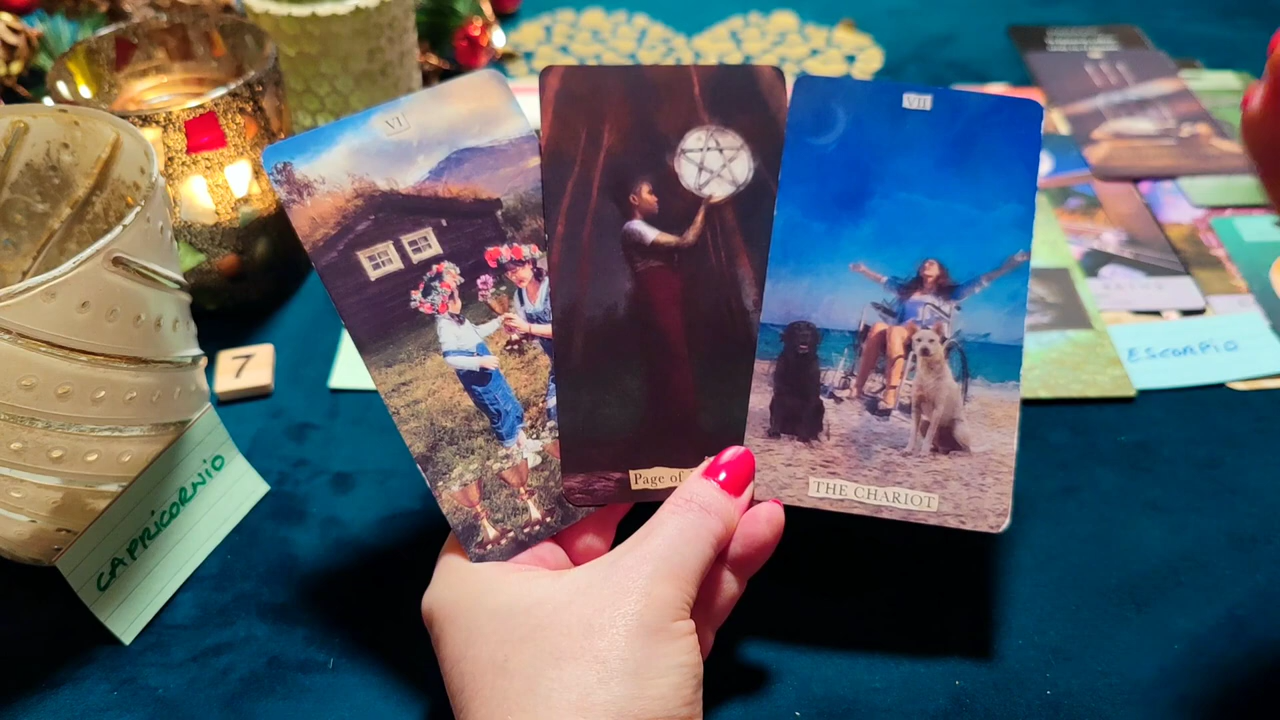 VI
Page of
VII
THE CHARIOT
7
CAPRICORNIO
ESCORPIO